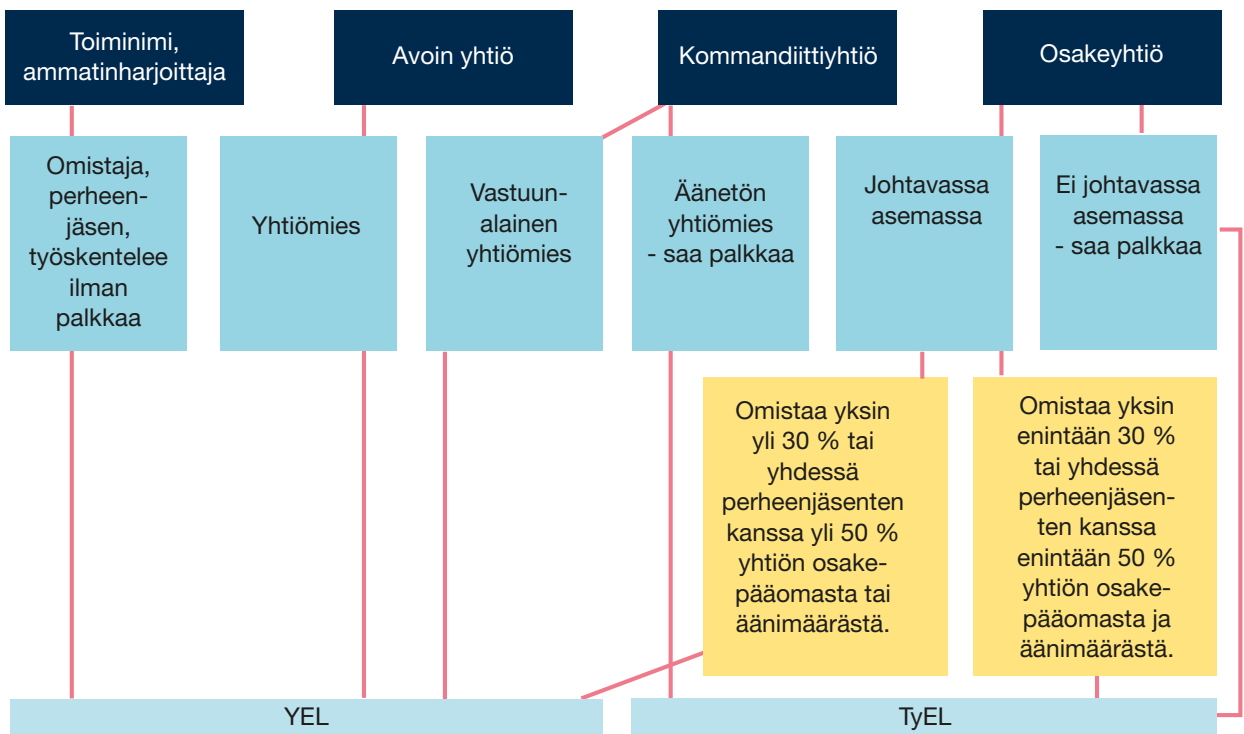 Toiminimi,
ammatinharjoittaja
Avoin yhtiö
Kommandiittiyhtiö
Osakeyhtiö
Omistaja,
perheen-
jäsen,
työskentelee
ilman
palkkaa
Yhtiömies
Vastuun-
alainen
yhtiömies
Äänetön
yhtiömies
- saa palkkaa
Johtavassa
asemassa
Ei johtavassa
asemassa
- saa palkkaa
Omistaa yksin
yli 30 % tai
yhdessä
perheenjäsenten
kanssa yli 50 %
yhtiön osake-
pääomasta tai
äänimäärästä.
Omistaa yksin
enintään 30 %
tai yhdessä
perheenjäsen-
ten kanssa
enintään 50 %
yhtiön osake-
pääomasta ja
äänimäärästä.
YEL
TyEL